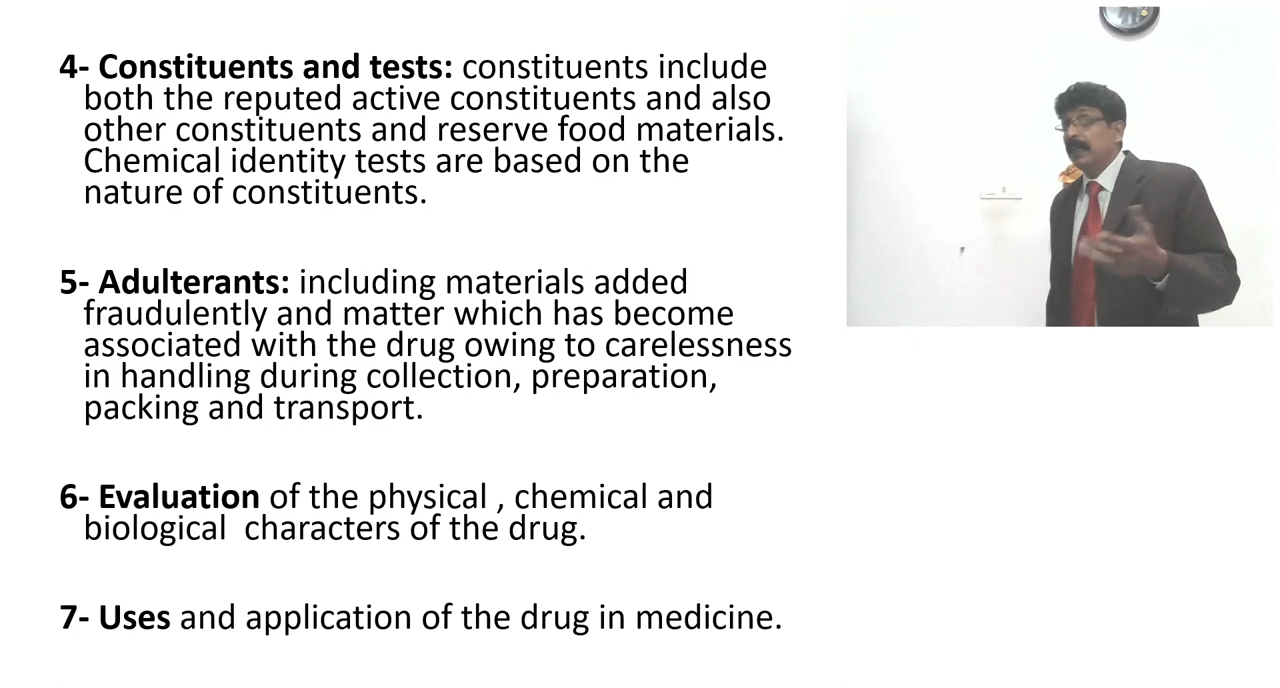 4- Constituents and tests: constituents include
both the reputed active constituents and also
other constituents and reserve food materials.
Chemical identity tests are based on the
nature of constituents.
5- Adulterants: including materials added
fraudulently and matter which has become
associated with the drug owing to carelessness
in handling during collection, preparation,
packing and transport.
6- Evaluation of the physical , chemical and
biological  characters of the drug.
7- Uses and application of the drug in medicine.